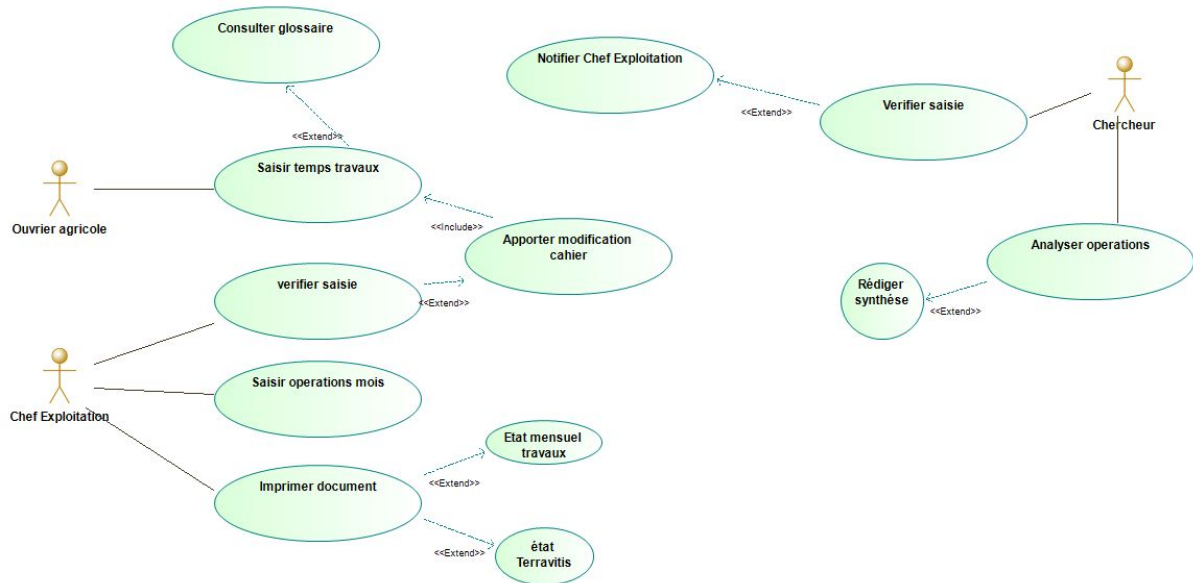 Consulter glossaire
Notifier Chef Exploitation
<<Extend>>
Verifier saisie
Chercheur
<<Extend>>
Saisir temps travaux
Ouvrier agricole
<<Include>>
Apporter modification
cahier
Analyser operations
verifier saisie
<<Extend>>
Rédiger
synthése
<<Extend>>
Saisir operations mois
Chef Exploitation
Etat mensuel
travaux
Imprimer document
<<Extend>>
<<Extend>>
état
Terravitis